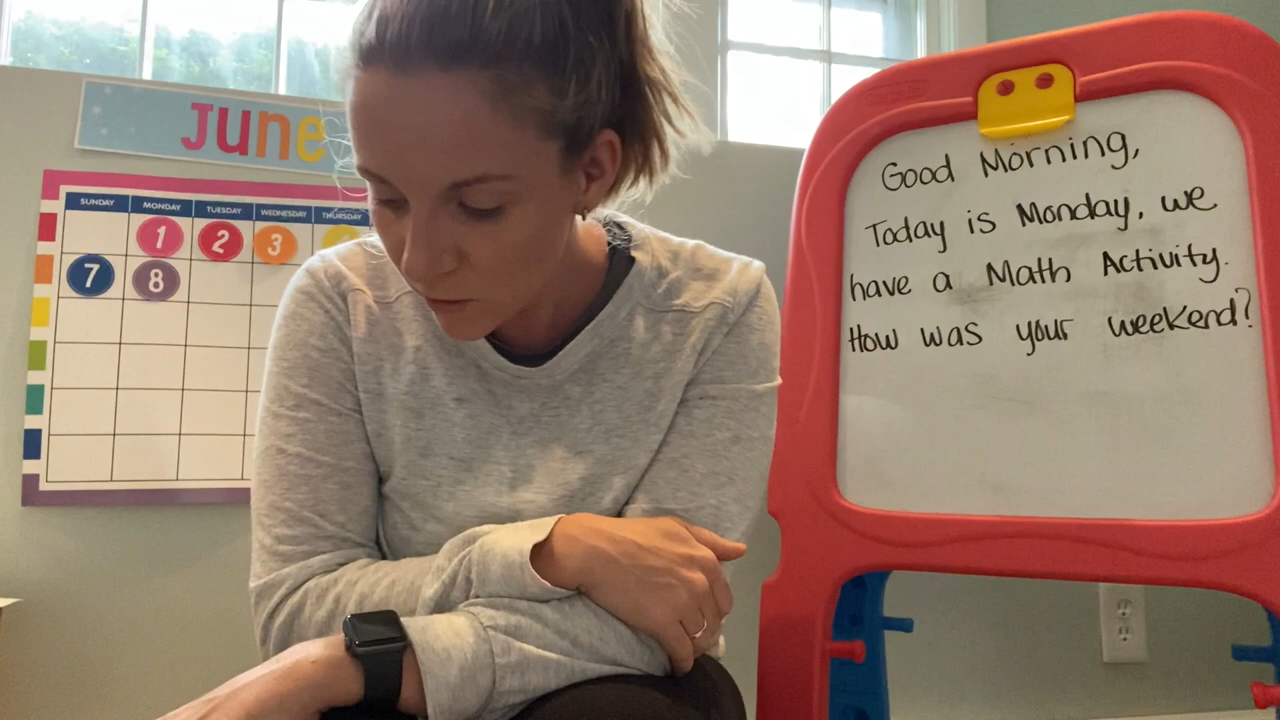 June
SUNDAY MONDAY TUESDAY WEDNESDAY THURSDAY
1 2 3
7 8
Good Morning,
Today is Monday, we
have a Math Activity.
How was your weekend?